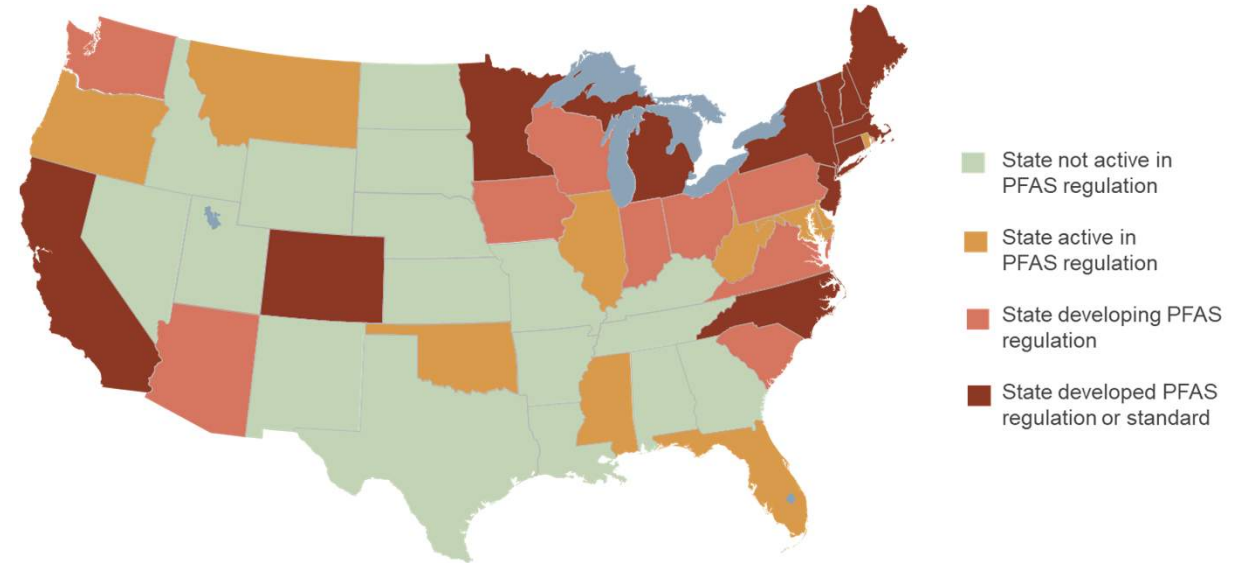 State not active in
PFAS regulation
State active in
PFAS regulation
State developing PFAS
regulation
State developed PFAS
regulation or standard